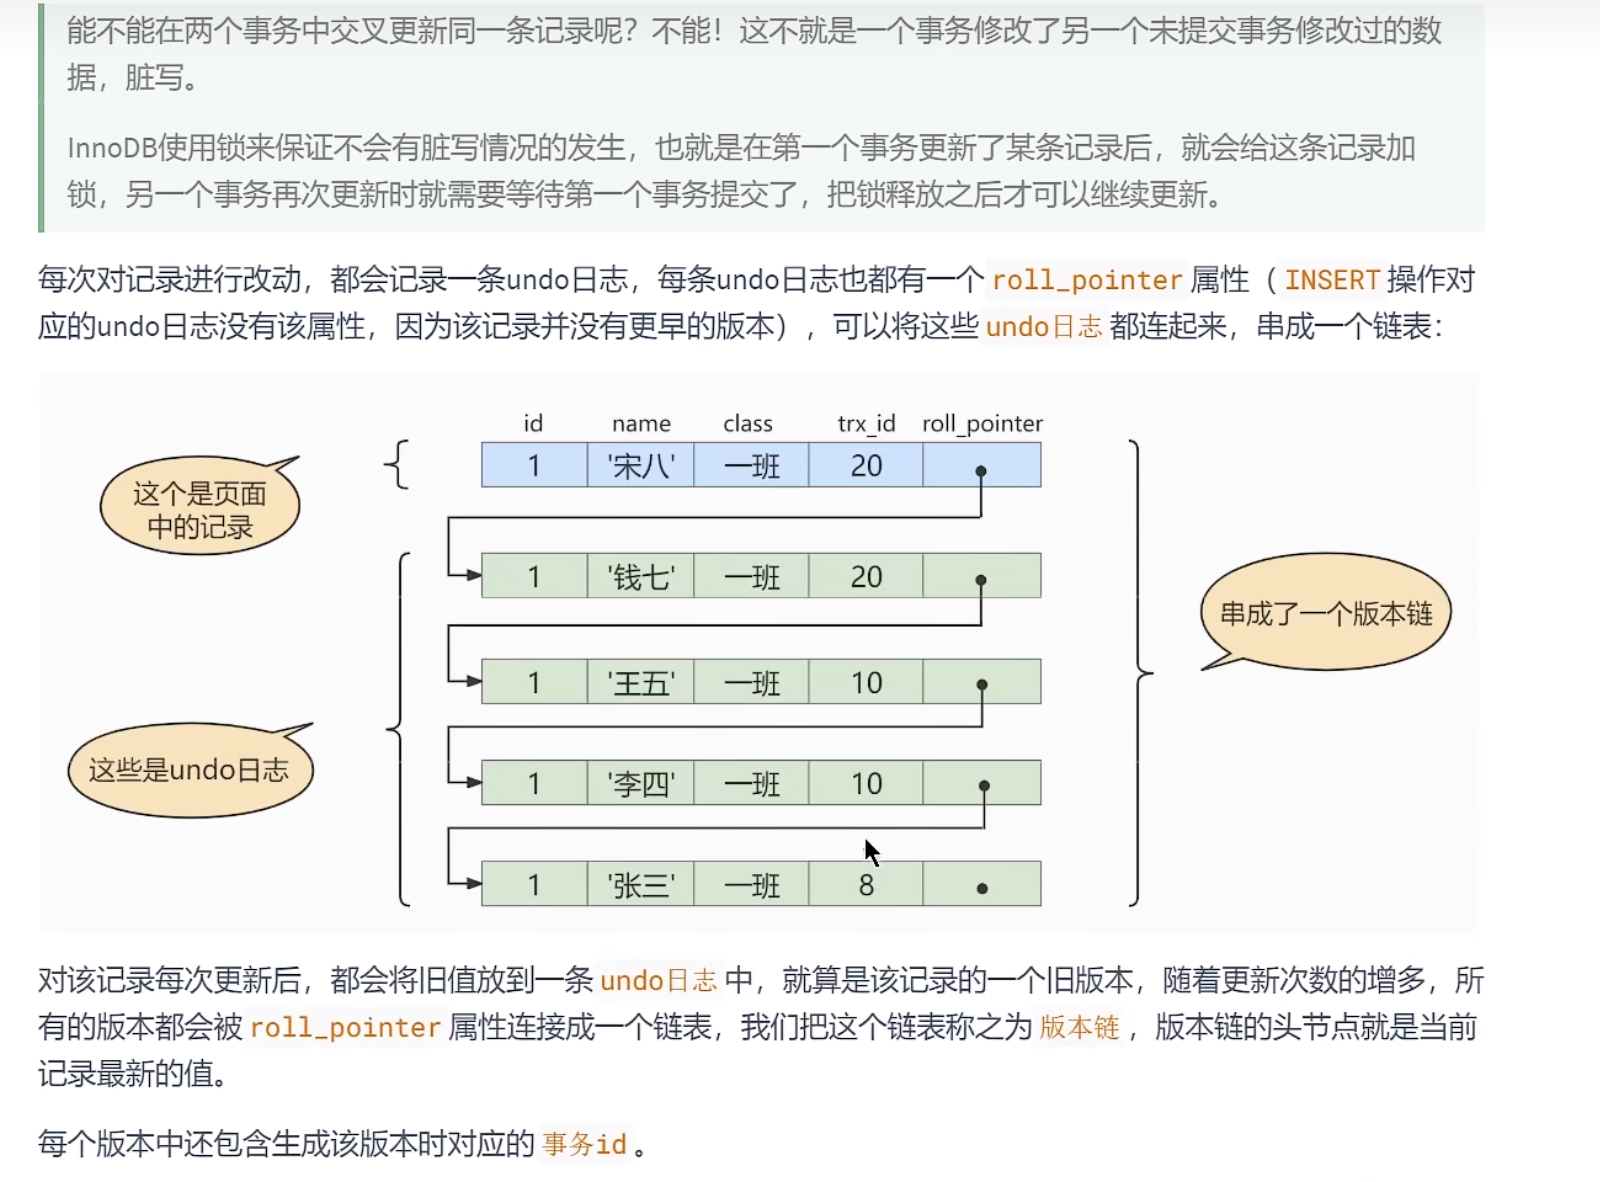 能不能在两个事务中交叉更新同一条记录呢？不能！这不就是一个事务修改了另一个未提交事务修改过的数
据，脏写。
InnoDB使用锁来保证不会有脏写情况的发生，也就是在第一个事务更新了某条记录后，就会给这条记录加
锁，另一个事务再次更新时就需要等待第一个事务提交了，把锁释放之后才可以继续更新。
每次对记录进行改动，都会记录一条undo日志，每条undo日志也都有一个 roll_pointer 属性（ INSERT 操作对
应的undo日志没有该属性，因为该记录并没有更早的版本），可以将这些 undo日志 都连起来，串成一个链表：
id name class trx_id roll_pointer
1 '宋八' 一班 20
这个是页面
中的记录
1 '钱七' 一班 20
串成了一个版本链
1 '王五' 一班 10
这些是undo日志
1 '李四' 一班 10
1 '张三' 一班 8
对该记录每次更新后，都会将旧值放到一条 undo日志 中，就算是该记录的一个旧版本，随着更新次数的增多，所
有的版本都会被 roll_pointer 属性连接成一个链表，我们把这个链表称之为 版本链 ，版本链的头节点就是当前
记录最新的值。
每个版本中还包含生成该版本时对应的 事务id 。